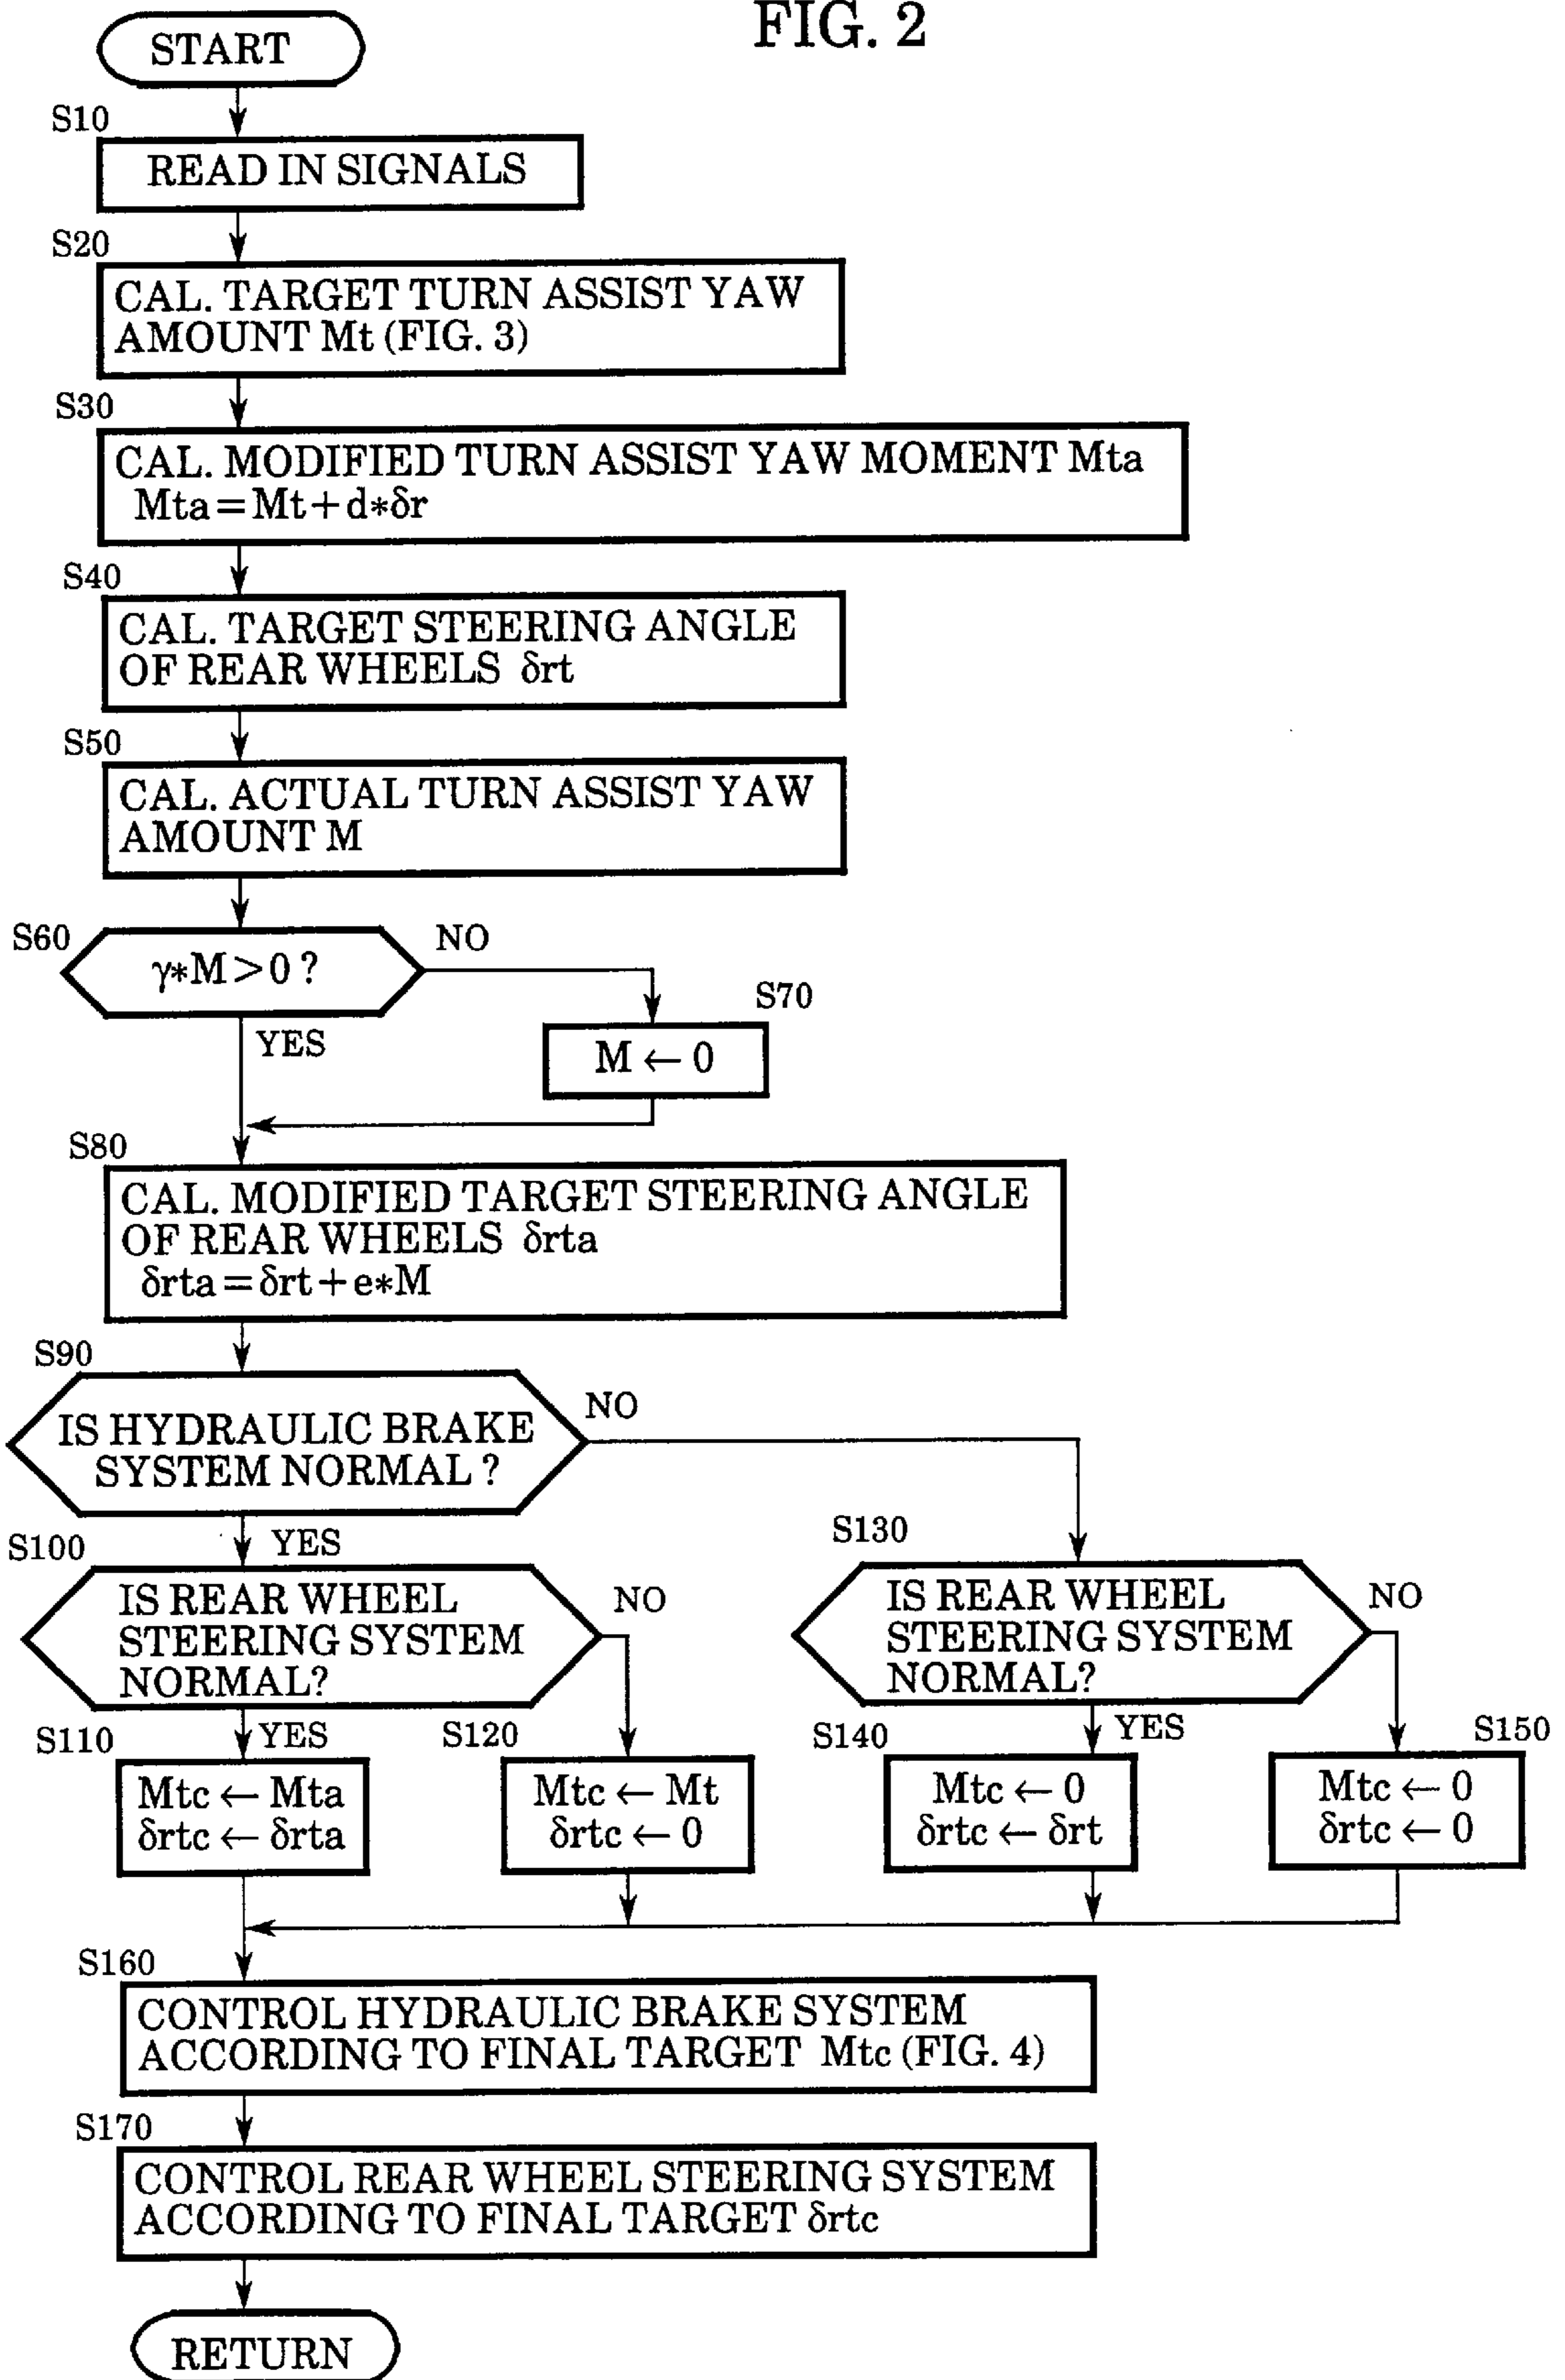 FIG. 2
START
S10
READ IN SIGNALS
S20
CAL. TARGET TURN ASSIST YAW
AMOUNT Mt (FIG. 3)
S30
CAL. MODIFIED TURN ASSIST YAW MOMENT Mta
Mta=Mt+d*δr
S40
CAL. TARGET STEERING ANGLE
OF REAR WHEELS δrt
S50
CAL. ACTUAL TURN ASSIST YAW
AMOUNT M
S60
γ*M>0 ?
NO
YES
S70
M ← 0
S80
CAL. MODIFIED TARGET STEERING ANGLE
OF REAR WHEELS δrta
δrta=δrt+e*M
S90
IS HYDRAULIC BRAKE
SYSTEM NORMAL ?
NO
YES
S100
IS REAR WHEEL
STEERING SYSTEM
NORMAL?
NO
YES
S130
IS REAR WHEEL
STEERING SYSTEM
NORMAL?
NO
YES
S110
Mtc ← Mta
δrtc ← δrta
S120
Mtc ← Mt
δrtc ← 0
S140
Mtc ← 0
δrtc ← δrt
S150
Mtc ← 0
δrtc ← 0
S160
CONTROL HYDRAULIC BRAKE SYSTEM
ACCORDING TO FINAL TARGET Mtc (FIG. 4)
S170
CONTROL REAR WHEEL STEERING SYSTEM
ACCORDING TO FINAL TARGET δrtc
RETURN